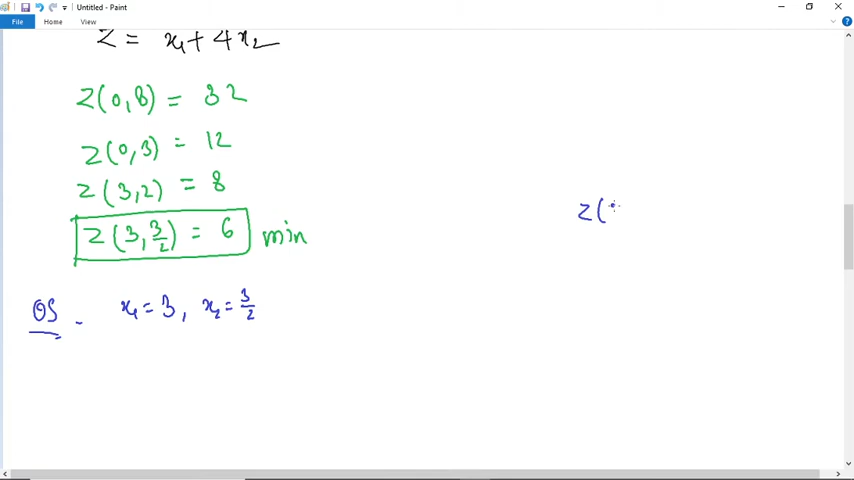 Untitled - Paint
File Home View
Z = x₁ + 4x₂
Z(0,8) = 32
Z(0,3) = 12
Z(3,2) = 8
Z(3,3/2) = 6 min
OS - x₁ = 3, x₂ = 3/2
Z(